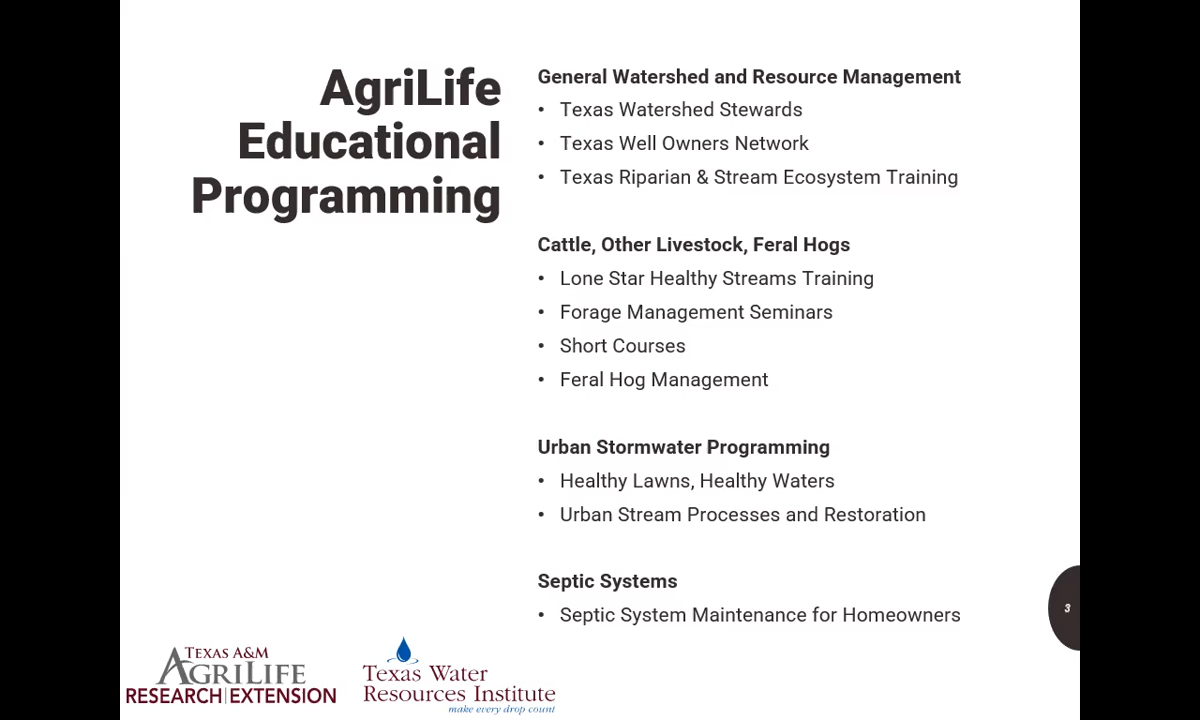 AgriLife
Educational
Programming
General Watershed and Resource Management
• Texas Watershed Stewards
• Texas Well Owners Network
• Texas Riparian & Stream Ecosystem Training
Cattle, Other Livestock, Feral Hogs
• Lone Star Healthy Streams Training
• Forage Management Seminars
• Short Courses
• Feral Hog Management
Urban Stormwater Programming
• Healthy Lawns, Healthy Waters
• Urban Stream Processes and Restoration
Septic Systems
• Septic System Maintenance for Homeowners
3
TEXAS A&M
AGRILIFE
RESEARCH | EXTENSION
Texas Water
Resources Institute
make every drop count